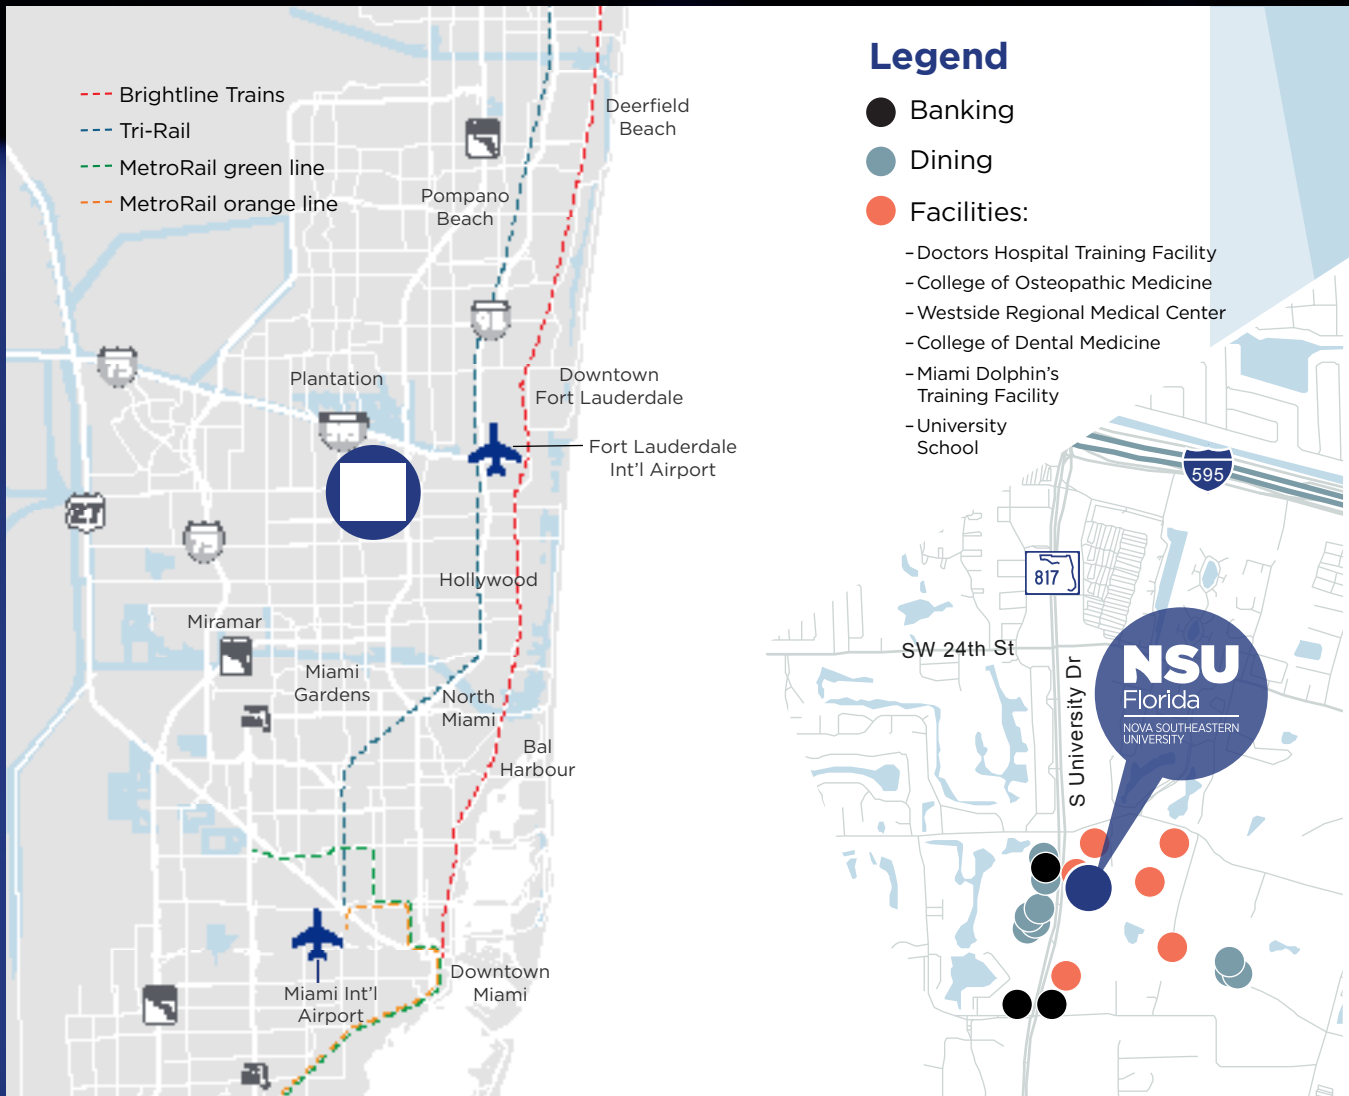 Brightline Trains
Tri-Rail
MetroRail green line
MetroRail orange line
Deerfield
Beach
Pompano
Beach
95
75
Plantation
Downtown
Fort Lauderdale
Fort Lauderdale
Int'l Airport
27
75
Hollywood
Miramar
Miami
Gardens
North
Miami
Bal
Harbour
Downtown
Miami
Miami Int'l
Airport
Legend
Banking
Dining
Facilities:
– Doctors Hospital Training Facility
– College of Osteopathic Medicine
– Westside Regional Medical Center
– College of Dental Medicine
– Miami Dolphin's
Training Facility
– University
School
595
817
SW 24th St
S University Dr
NSU
Florida
NOVA SOUTHEASTERN
UNIVERSITY